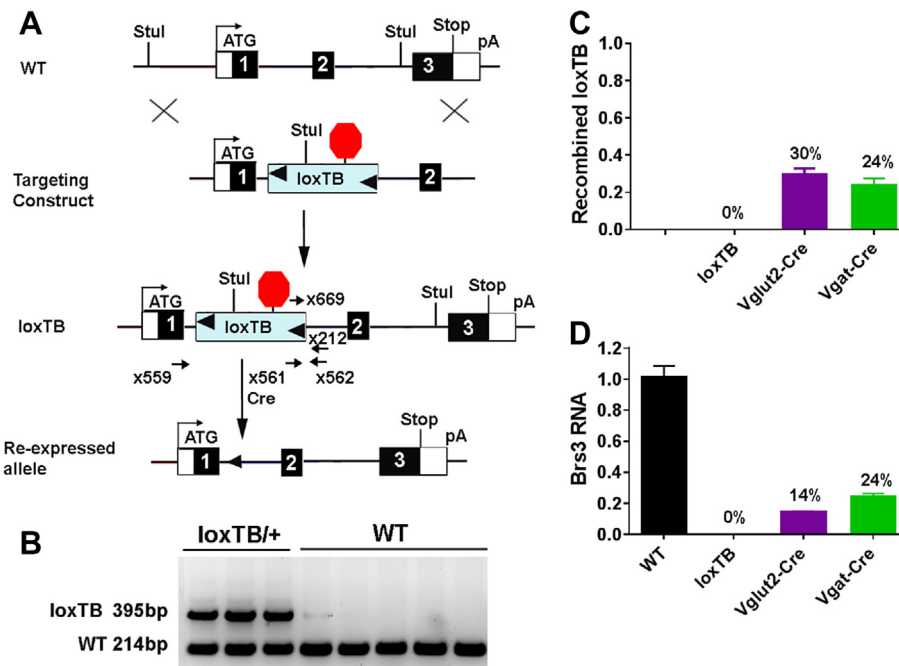 A
StuI
ATG
StuI
Stop
pA
WT
1
2
3
StuI
ATG
Targeting
Construct
1
loxTB
2
StuI
x669
ATG
StuI
Stop
pA
loxTB
1
loxTB
2
3
x212
x559
x561
x562
Cre
Re-expressed
allele
ATG
Stop
pA
1
2
3
B
loxTB/+
WT
loxTB 395bp
WT 214bp
C
Recombined loxTB
1.0
0.8
0.6
0.4
0.2
0.0
0%
30%
24%
loxTB
Vglut2-Cre
Vgat-Cre
D
Brs3 RNA
1.2
1.0
0.8
0.6
0.4
0.2
0.0
0%
14%
24%
WT
loxTB
Vglut2-Cre
Vgat-Cre